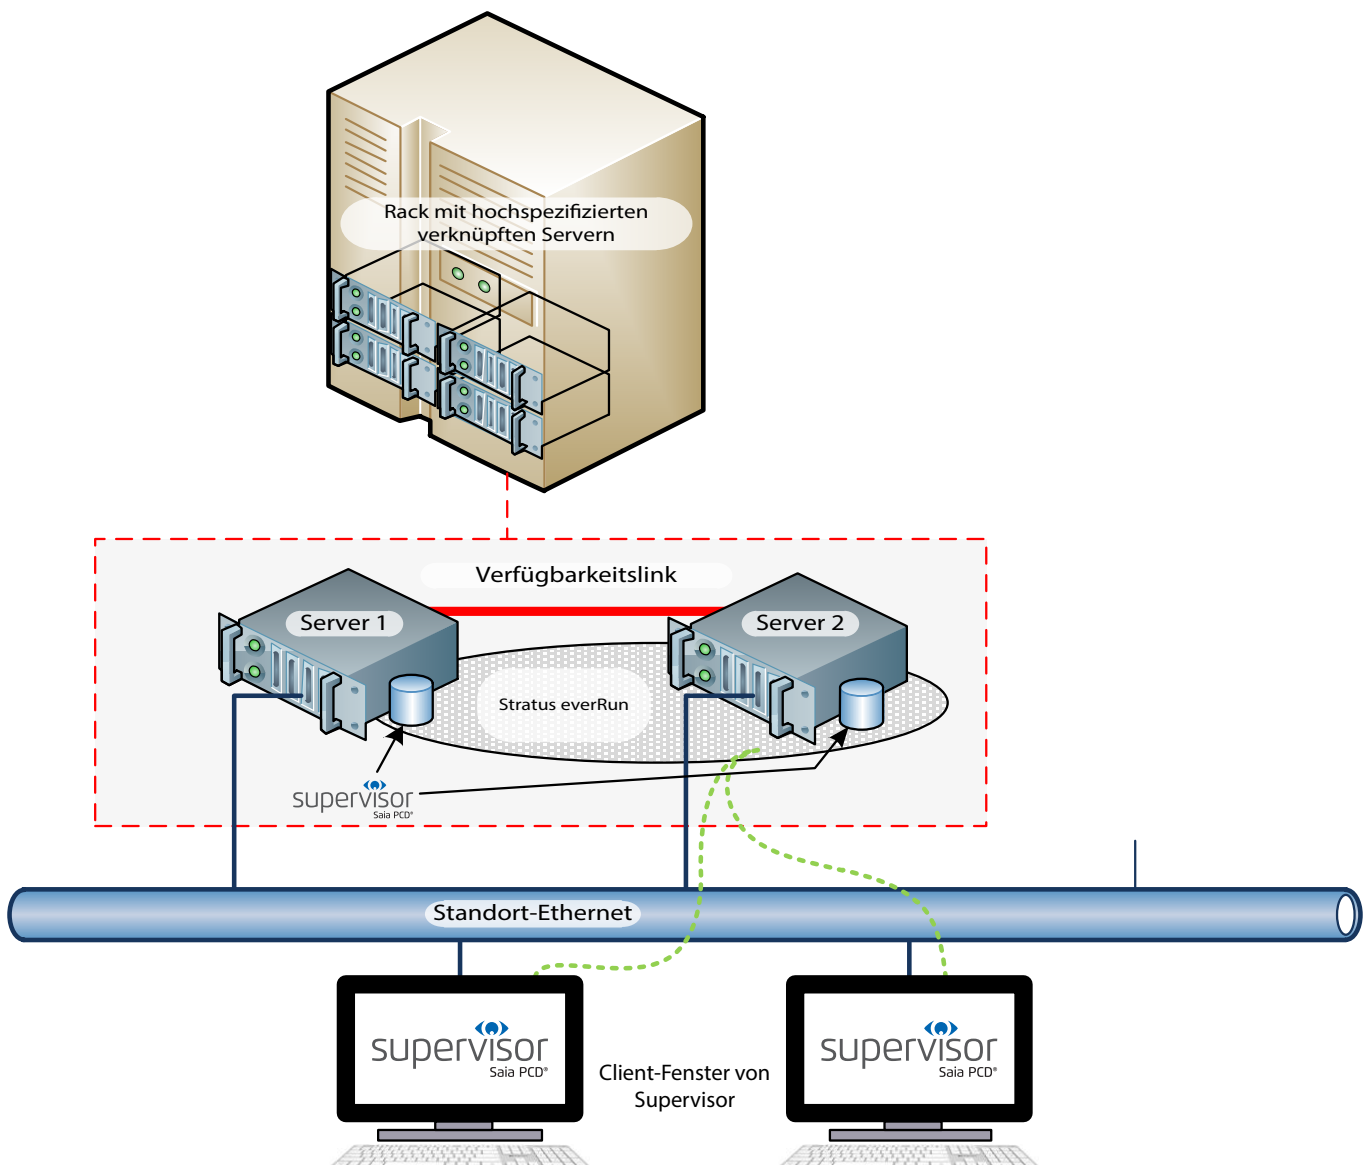 Rack mit hochspezifizierten
verknüpften Servern
Verfügbarkeitslink
Server 1
Server 2
Stratus everRun
supervisor
Saia PCD®
Standort-Ethernet
supervisor
Saia PCD®
supervisor
Saia PCD®
Client-Fenster von
Supervisor